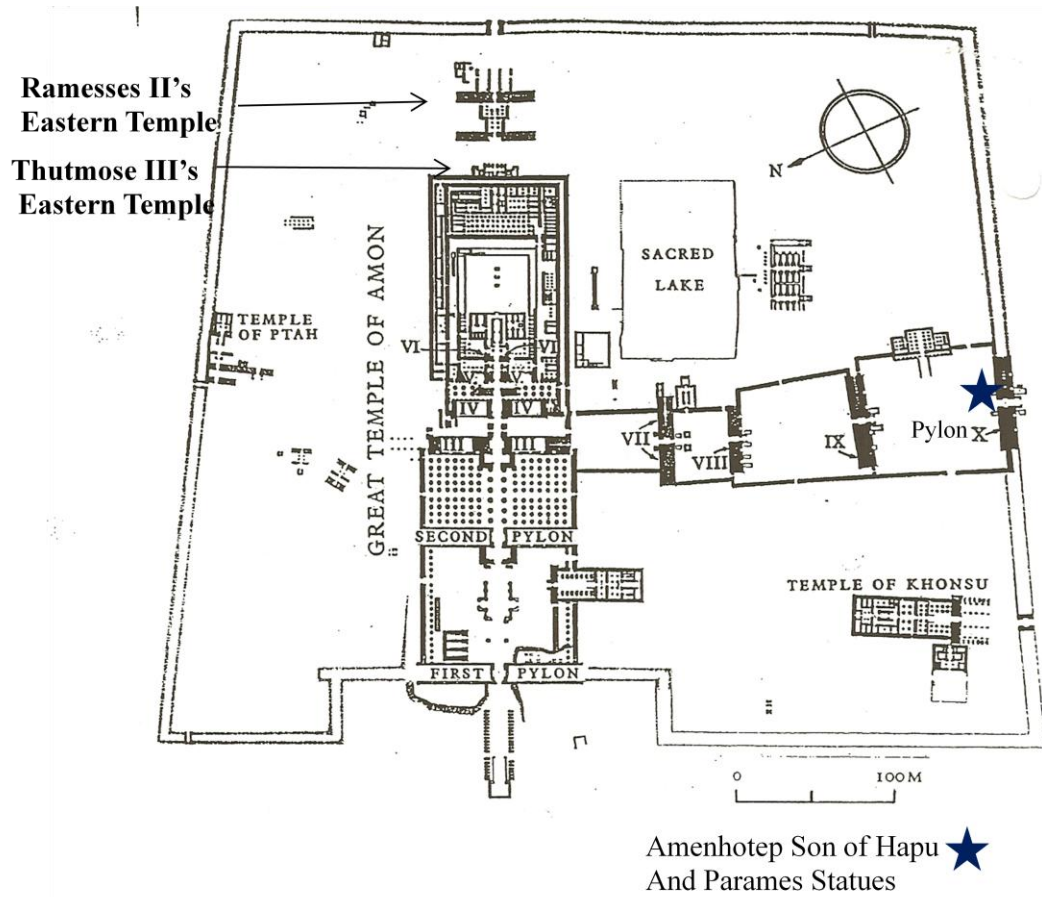 Ramesses II's
Eastern Temple
Thutmose III's
Eastern Temple
N
SACRED
LAKE
GREAT TEMPLE OF AMON
TEMPLE
OF PTAH
VI
VI
V
V
IV
IV
III
III
VII
VIII
IX
Pylon X
SECOND PYLON
TEMPLE OF KHONSU
FIRST PYLON
0 100M
Amenhotep Son of Hapu
And Parames Statues